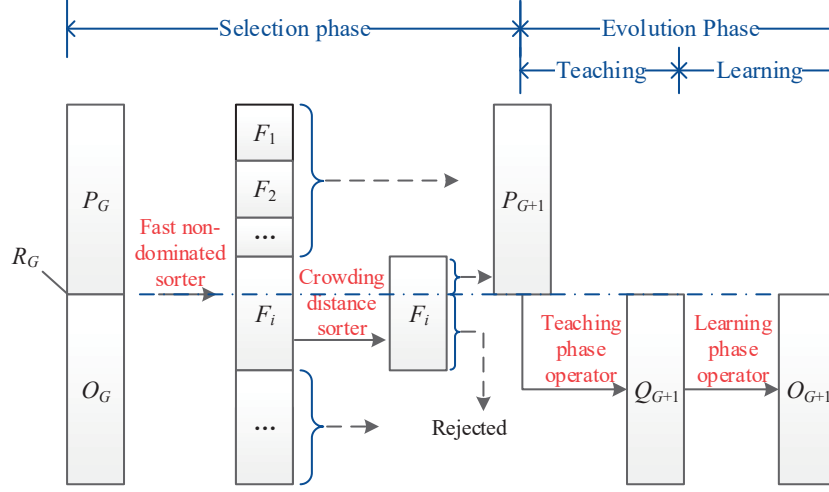 Selection phase
Evolution Phase
Teaching
Learning
F1
PG
F2
PG+1
Fast non-
dominated
sorter
...
RG
Crowding
distance
sorter
Fi
Fi
Teaching
phase
operator
Learning
phase
operator
OG
QG+1
OG+1
...
Rejected